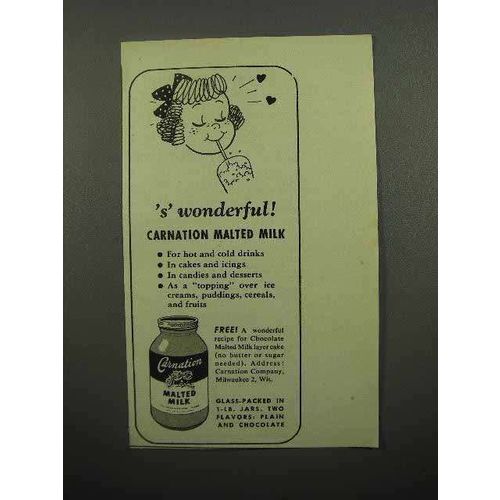 's' wonderful!
CARNATION MALTED MILK
● For hot and cold drinks
● In cakes and icings
● In candies and desserts
● As a "topping" over ice
creams, puddings, cereals,
and fruits
FREE! A wonderful
recipe for Chocolate
Malted Milk layer cake
(no butter or sugar
needed). Address:
Carnation Company,
Milwaukee 2, Wis.
Carnation
MALTED
MILK
GLASS-PACKED IN
1-LB. JARS. TWO
FLAVORS: PLAIN
AND CHOCOLATE